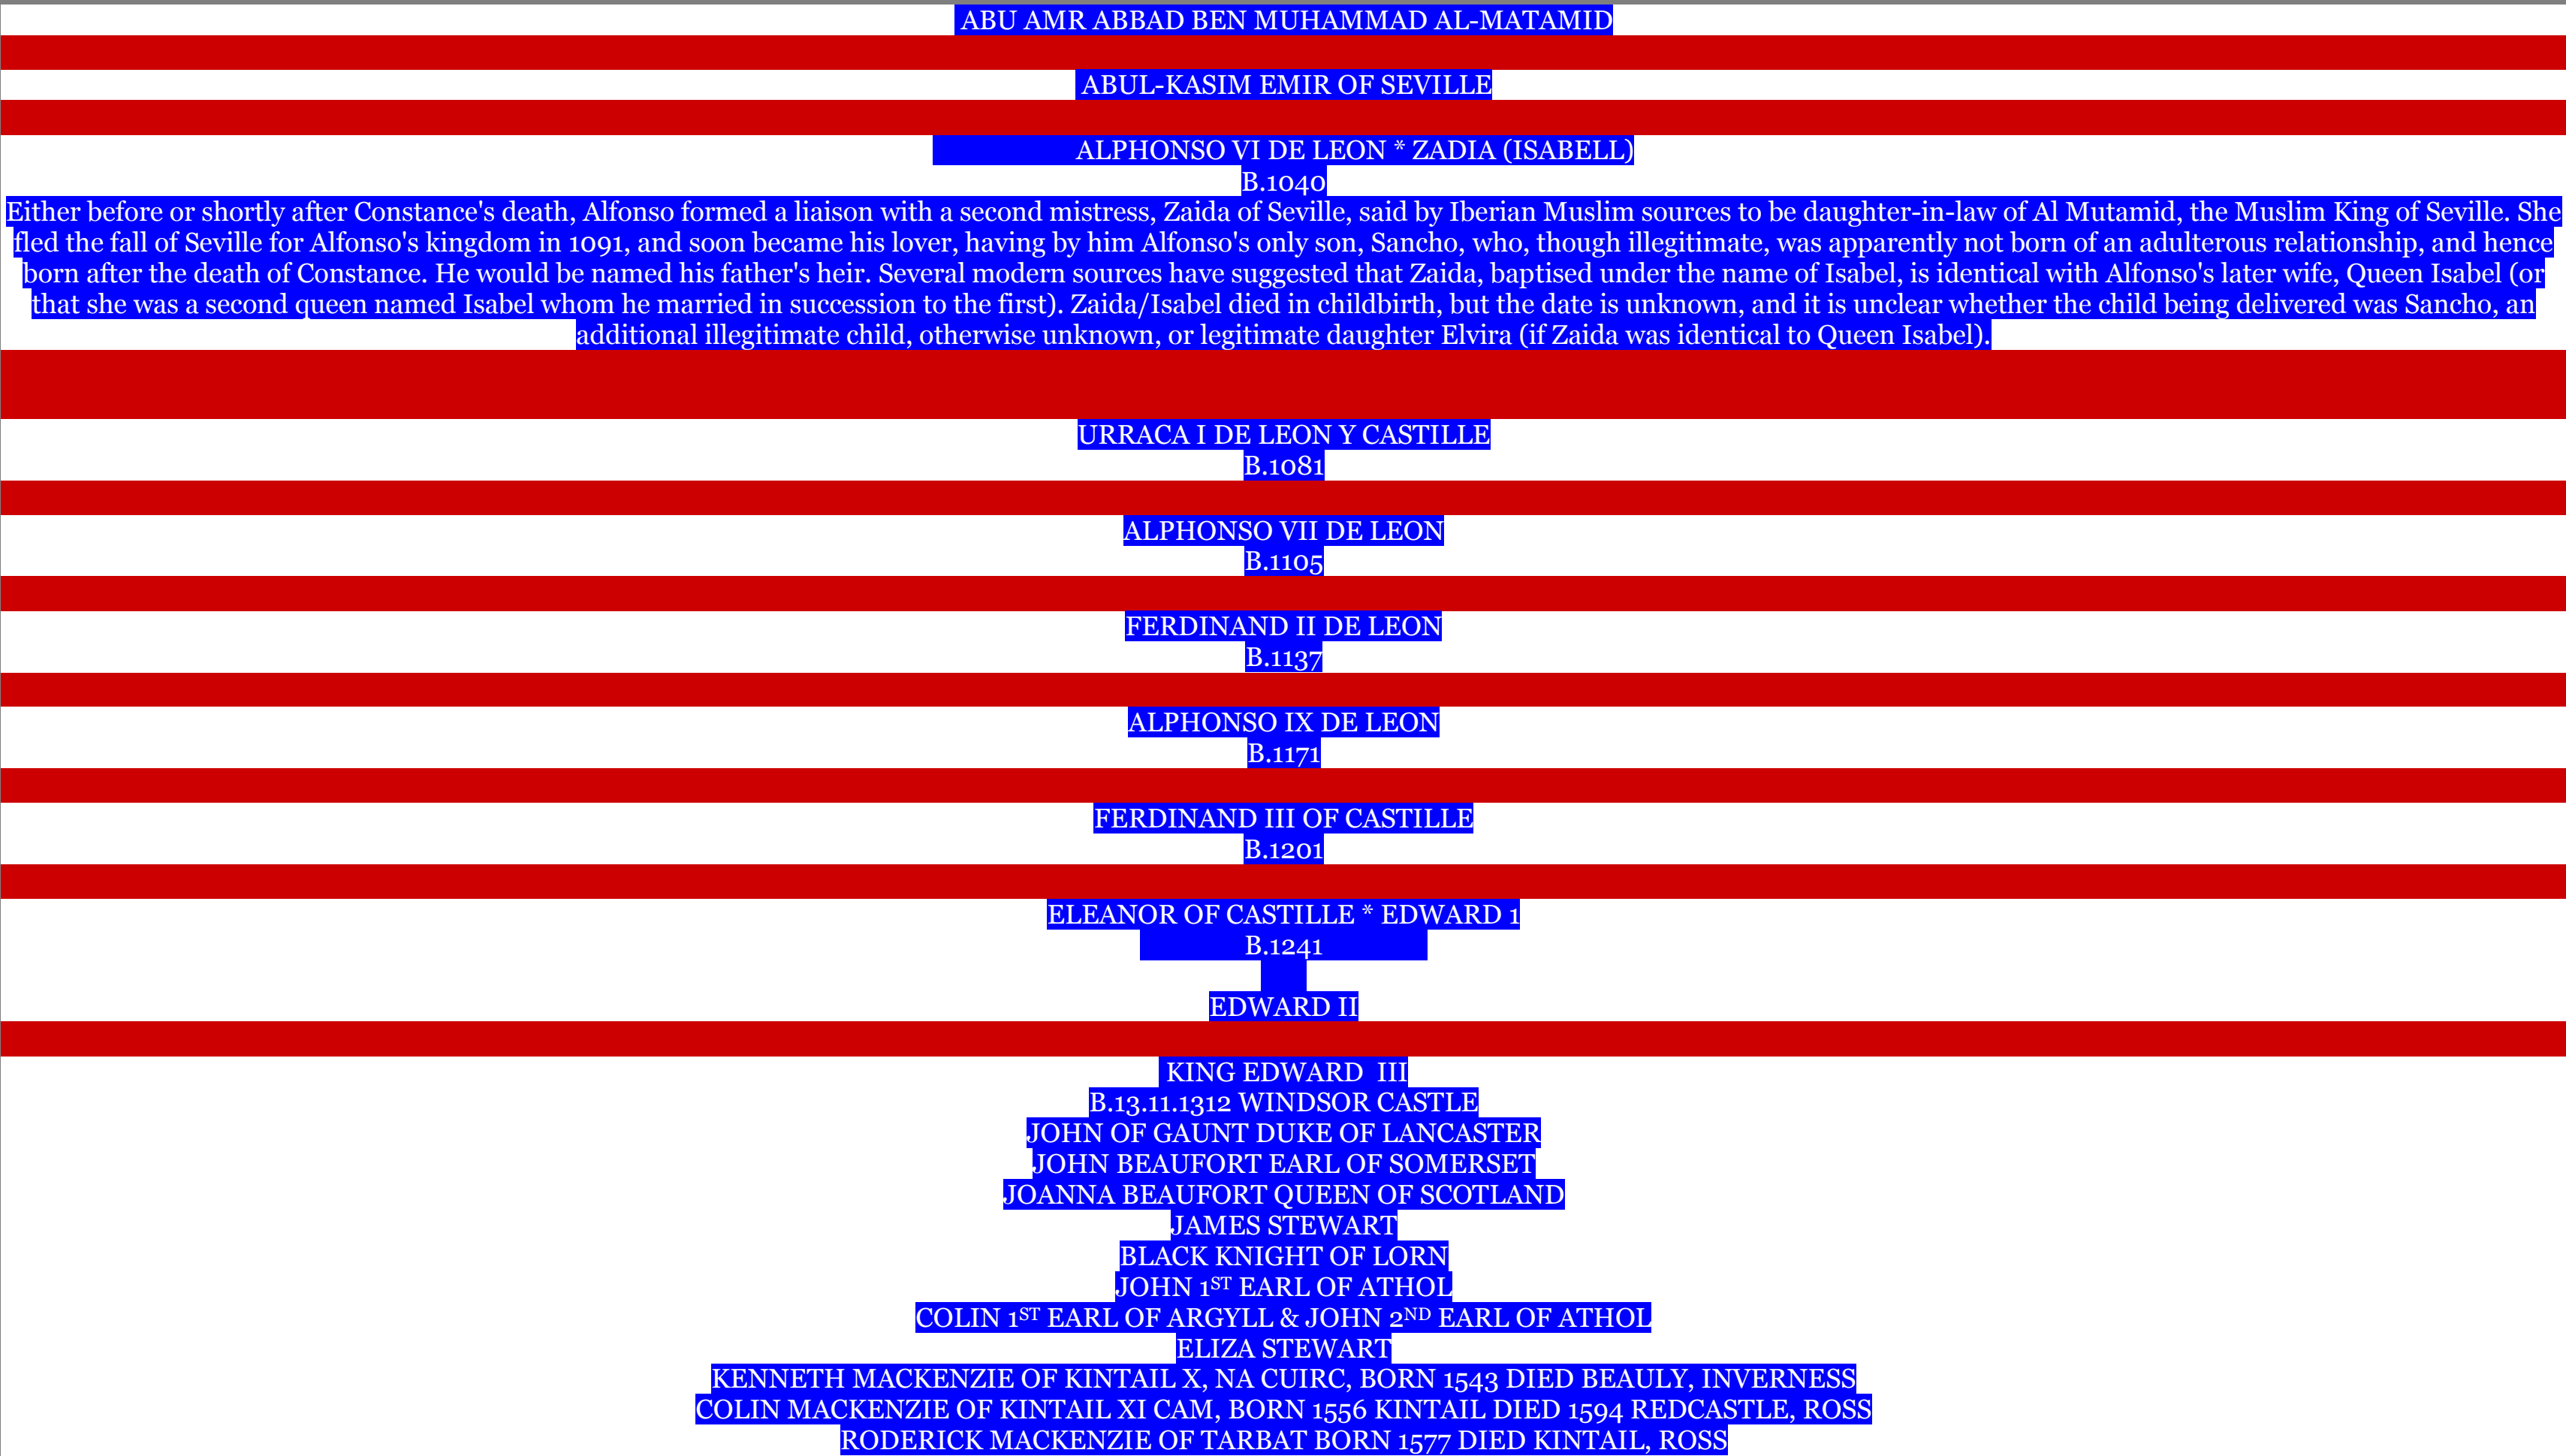 ABU AMR ABBAD BEN MUHAMMAD AL-MATAMID
ABUL-KASIM EMIR OF SEVILLE
ALPHONSO VI DE LEON * ZADIA (ISABELL)
B.1040
Either before or shortly after Constance's death, Alfonso formed a liaison with a second mistress, Zaida of Seville, said by Iberian Muslim sources to be daughter-in-law of Al Mutamid, the Muslim King of Seville. She
fled the fall of Seville for Alfonso's kingdom in 1091, and soon became his lover, having by him Alfonso's only son, Sancho, who, though illegitimate, was apparently not born of an adulterous relationship, and hence
born after the death of Constance. He would be named his father's heir. Several modern sources have suggested that Zaida, baptised under the name of Isabel, is identical with Alfonso's later wife, Queen Isabel (or
that she was a second queen named Isabel whom he married in succession to the first). Zaida/Isabel died in childbirth, but the date is unknown, and it is unclear whether the child being delivered was Sancho, an
additional illegitimate child, otherwise unknown, or legitimate daughter Elvira (if Zaida was identical to Queen Isabel).
URRACA I DE LEON Y CASTILLE
B.1081
ALPHONSO VII DE LEON
B.1105
FERDINAND II DE LEON
B.1137
ALPHONSO IX DE LEON
B.1171
FERDINAND III OF CASTILLE
B.1201
ELEANOR OF CASTILLE * EDWARD 1
B.1241
EDWARD II
KING EDWARD  III
B.13.11.1312 WINDSOR CASTLE
JOHN OF GAUNT DUKE OF LANCASTER
JOHN BEAUFORT EARL OF SOMERSET
JOANNA BEAUFORT QUEEN OF SCOTLAND
JAMES STEWART
BLACK KNIGHT OF LORN
JOHN 1ST EARL OF ATHOL
COLIN 1ST EARL OF ARGYLL & JOHN 2ND EARL OF ATHOL
ELIZA STEWART
KENNETH MACKENZIE OF KINTAIL X, NA CUIRC, BORN 1543 DIED BEAULY, INVERNESS
COLIN MACKENZIE OF KINTAIL XI CAM, BORN 1556 KINTAIL DIED 1594 REDCASTLE, ROSS
RODERICK MACKENZIE OF TARBAT BORN 1577 DIED KINTAIL, ROSS